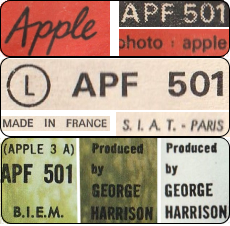 Apple
APF 501
photo : apple
L APF 501
MADE IN FRANCE
S. I. A. T. - PARIS
(APPLE 3 A)
APF 501
B.I.E.M.
Produced
by
GEORGE
HARRISON
Produced
by
GEORGE
HARRISON